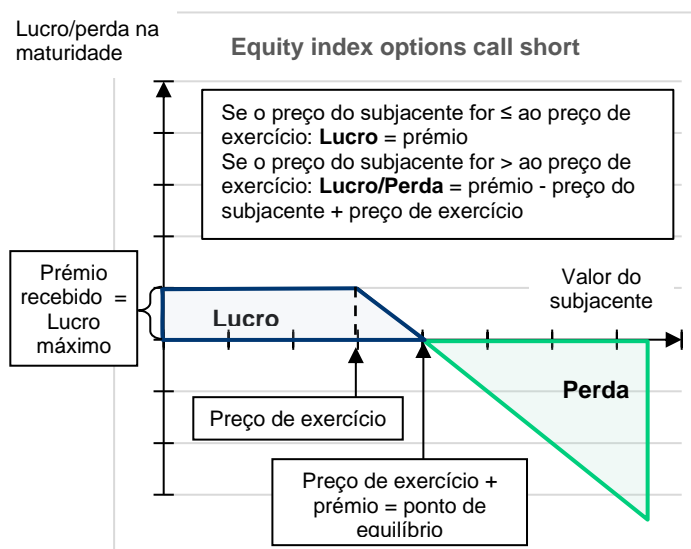 Lucro/perda na
maturidade
Equity index options call short
Se o preço do subjacente for ≤ ao preço de
exercício: Lucro = prémio
Se o preço do subjacente for > ao preço de
exercício: Lucro/Perda = prémio - preço do
subjacente + preço de exercício
Prémio
recebido =
Lucro
máximo
Valor do
subjacente
Lucro
Perda
Preço de exercício
Preço de exercício +
prémio = ponto de
equilíbrio